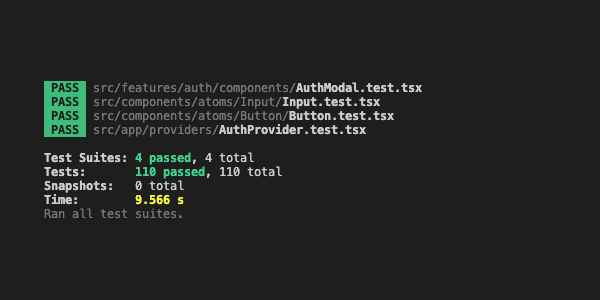 PASS src/features/auth/components/AuthModal.test.tsx
PASS src/components/atoms/Input/Input.test.tsx
PASS src/components/atoms/Button/Button.test.tsx
PASS src/app/providers/AuthProvider.test.tsx
Test Suites: 4 passed, 4 total
Tests: 110 passed, 110 total
Snapshots: 0 total
Time: 9.566 s
Ran all test suites.